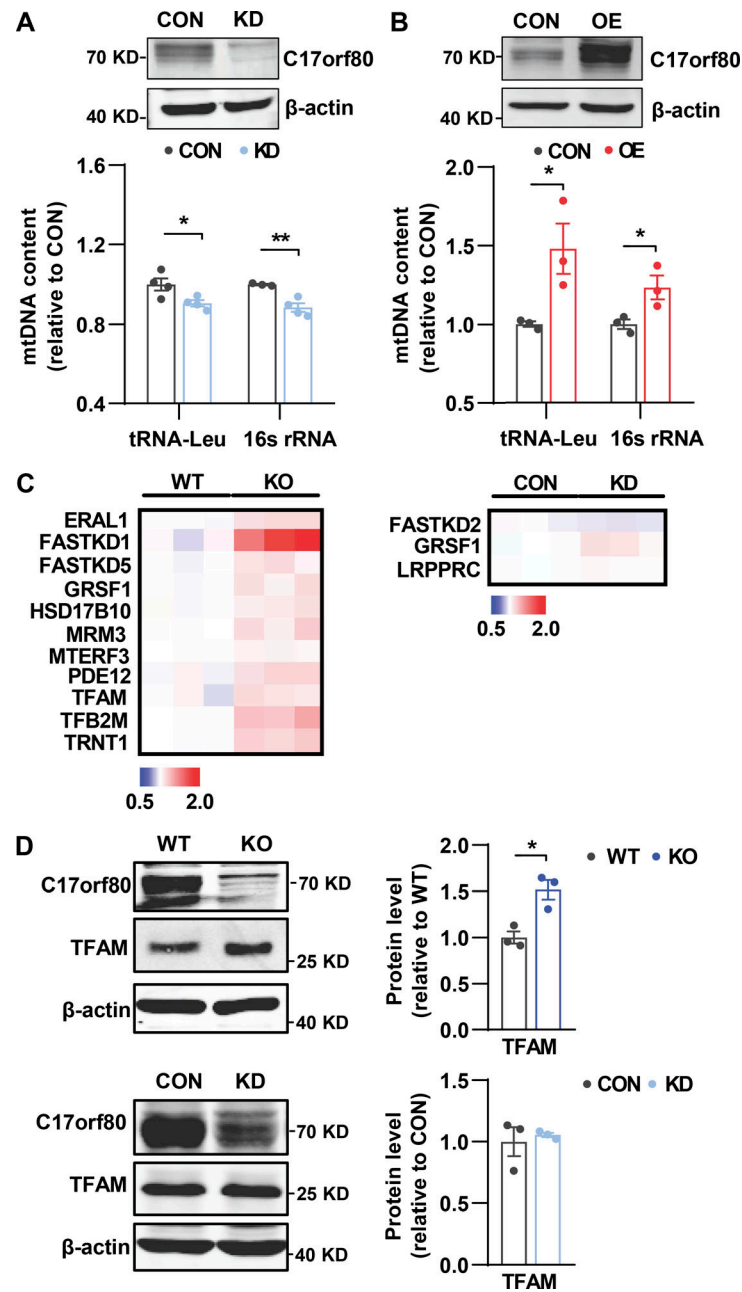 A
CON KD
70 KD-
C17orf80
40 KD-
β-actin
CON KD
mtDNA content
(relative to CON)
1.6
1.2
0.8
0.4
*
**
tRNA-Leu 16s rRNA
B
CON OE
70 KD-
C17orf80
40 KD-
β-actin
CON OE
mtDNA content
(relative to CON)
2.0
1.5
1.0
0.5
*
*
tRNA-Leu 16s rRNA
C
WT KO
ERAL1
FASTKD1
FASTKD5
GRSF1
HSD17B10
MRM3
MTERF3
PDE12
TFAM
TFB2M
TRNT1
0.5 2.0
CON KD
FASTKD2
GRSF1
LRPPRC
0.5 2.0
D
WT KO
C17orf80
-70 KD
TFAM
-25 KD
β-actin
-40 KD
Protein level
(relative to WT)
2.0
1.5
1.0
0.5
0.0
*
TFAM
WT KO
CON KD
C17orf80
-70 KD
TFAM
-25 KD
β-actin
-40 KD
Protein level
(relative to CON)
1.5
1.0
0.5
0.0
TFAM
CON KD